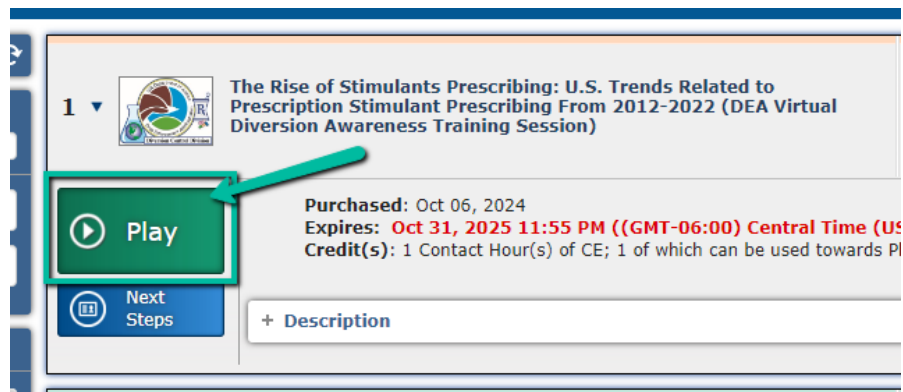 1
The Rise of Stimulants Prescribing: U.S. Trends Related to
Prescription Stimulant Prescribing From 2012-2022 (DEA Virtual
Diversion Awareness Training Session)
Play
Purchased: Oct 06, 2024
Expires: Oct 31, 2025 11:55 PM ((GMT-06:00) Central Time (US
Credit(s): 1 Contact Hour(s) of CE; 1 of which can be used towards Pl
Next
Steps
+ Description